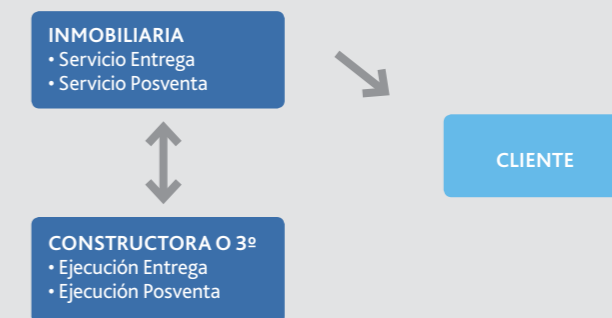 INMOBILIARIA
• Servicio Entrega
• Servicio Posventa
CLIENTE
CONSTRUCTORA O 3º
• Ejecución Entrega
• Ejecución Posventa